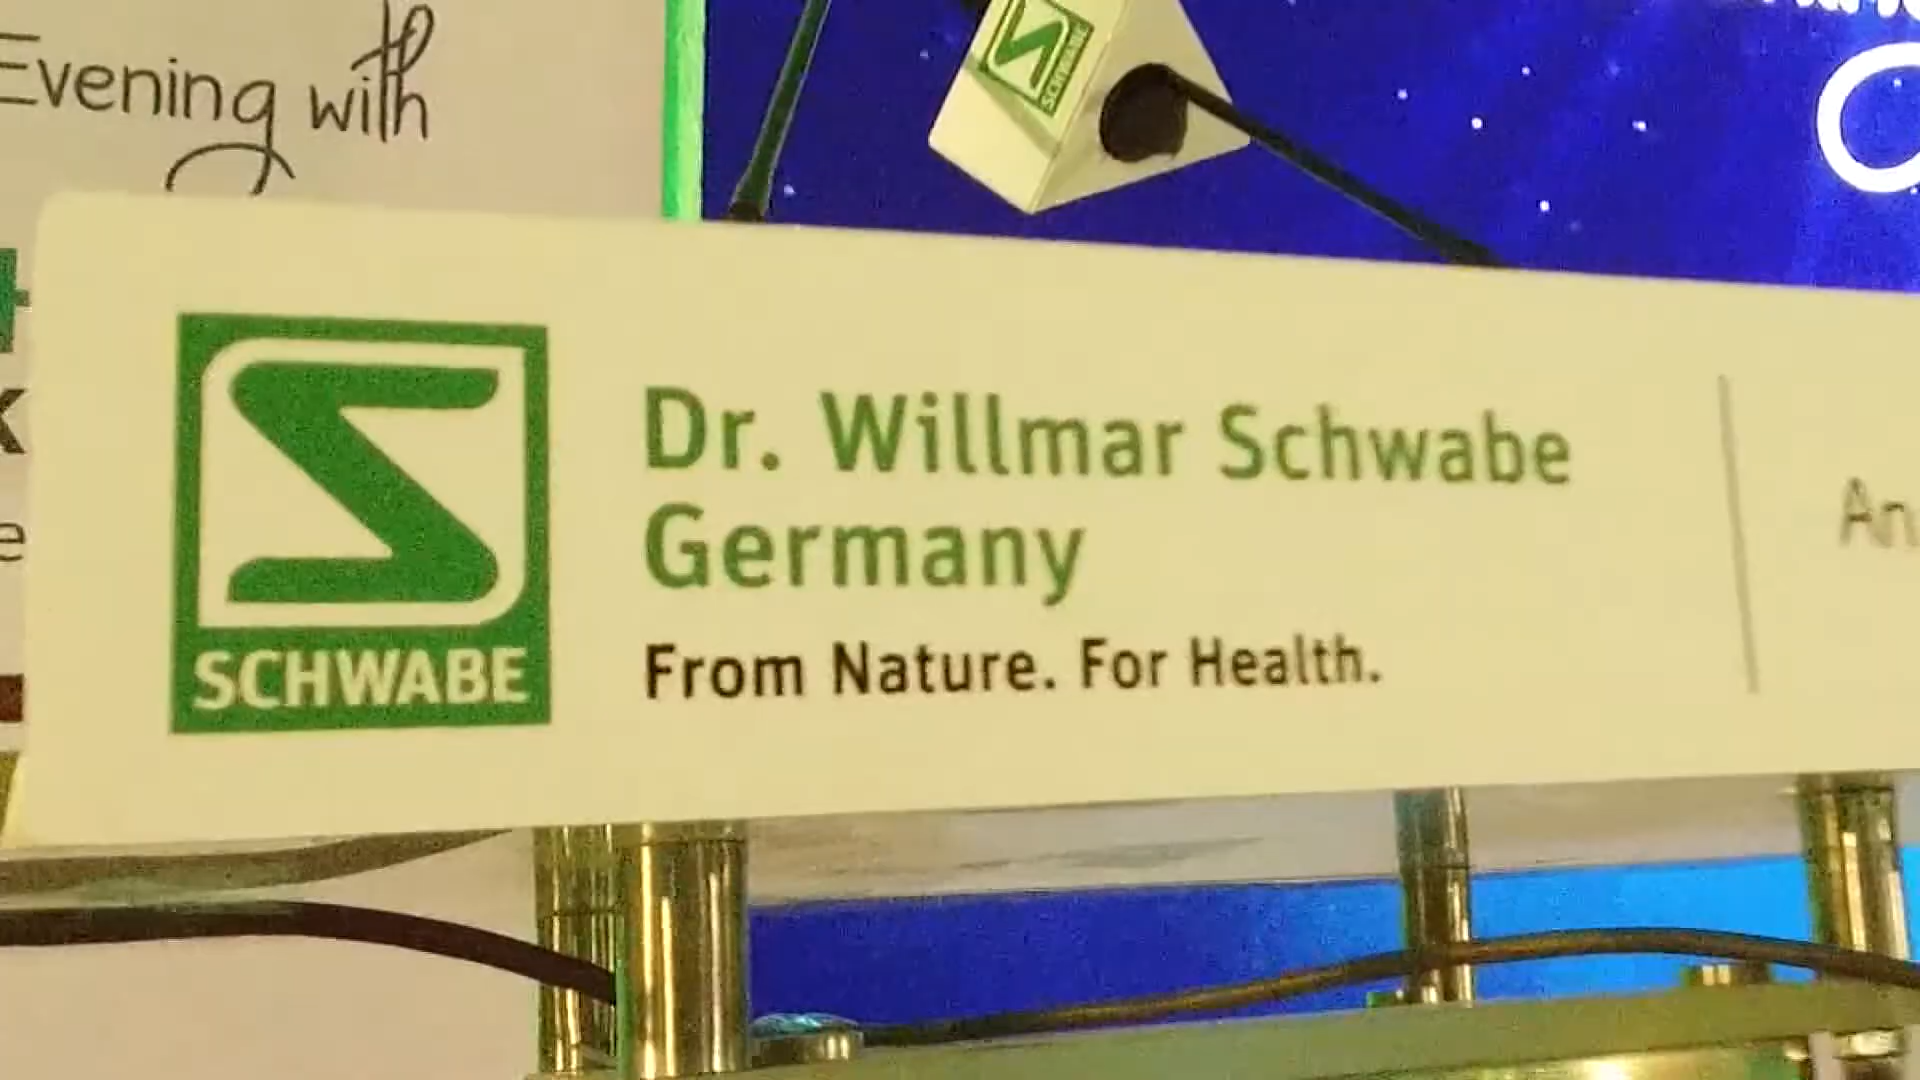 Evening with
SCHWABE
SCHWABE
Dr. Willmar Schwabe
Germany
From Nature. For Health.